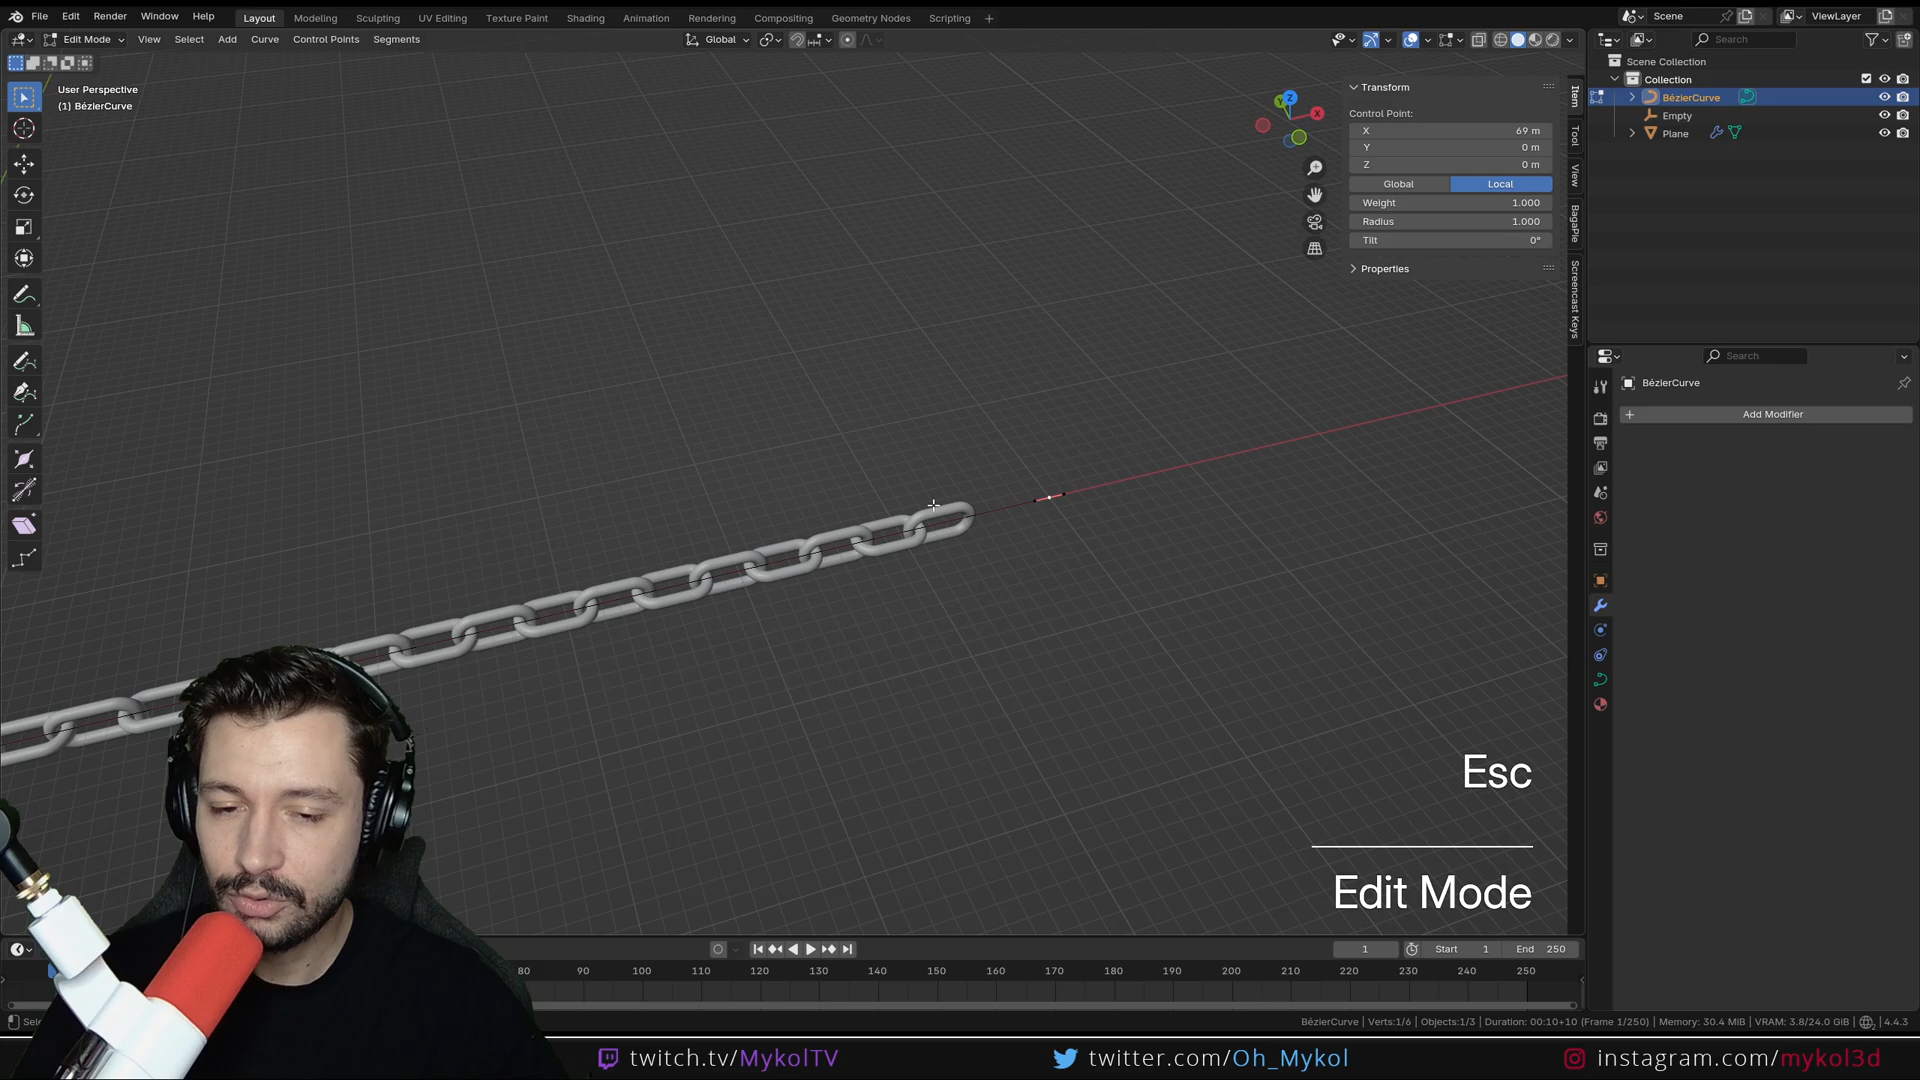 File Edit Render Window Help Layout Modeling Sculpting UV Editing Texture Paint Shading Animation Rendering Compositing Geometry Nodes Scripting Scene ViewLayer
Edit Mode View Select Add Curve Control Points Segments Global Search
User Perspective
(1) BézierCurve
Transform
Control Point:
X 69 m
Y 0 m
Z 0 m
Global Local
Weight 1.000
Radius 1.000
Tilt 0°
Properties
Item
Tool
View
BagaPie
Screencast Keys
Scene Collection
Collection
BézierCurve
Empty
Plane
Search
BézierCurve
Add Modifier
X
Y
Z
Esc
Edit Mode
1 Start 1 End 250
80 90 100 110 120 130 140 150 160 170 180 190 200 210 220 230 240 250
BézierCurve | Verts:1/6 | Objects:1/3 | Duration: 00:10+10 (Frame 1/250) | Memory: 30.4 MiB | VRAM: 3.8/24.0 GiB | 4.4.3
twitch.tv/MykolTV twitter.com/Oh_Mykol instagram.com/mykol3d